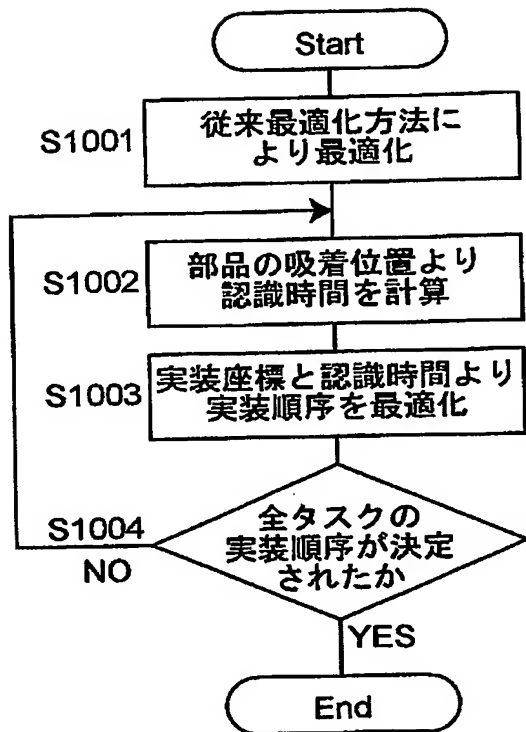 Start
S1001
従来最適化方法に
より最適化
S1002
部品の吸着位置より
認識時間を計算
S1003
実装座標と認識時間より
実装順序を最適化
S1004
全タスクの
実装順序が決定
されたか
NO
YES
End